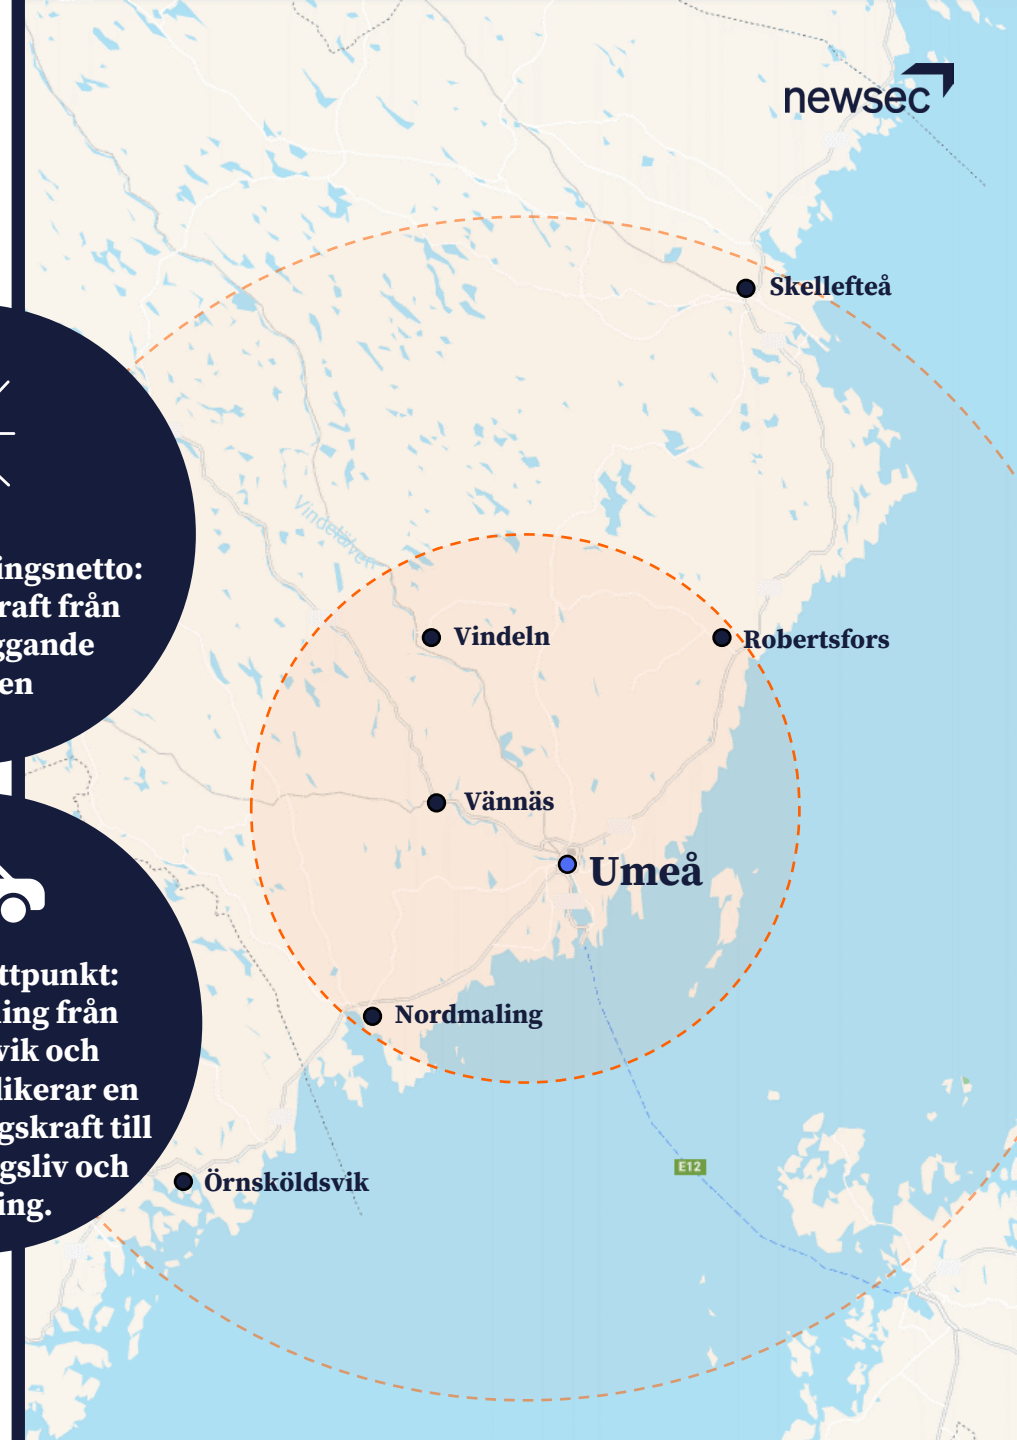 newsec
Skellefteå
Vindelälven
ingsnetto:
raft från
ggande
en
Vindeln
Robertsfors
Vännäs
Umeå
ttpunkt:
ing från
vik och
likerar en
gskraft till
gsliv och
ing.
Nordmaling
E12
Örnsköldsvik